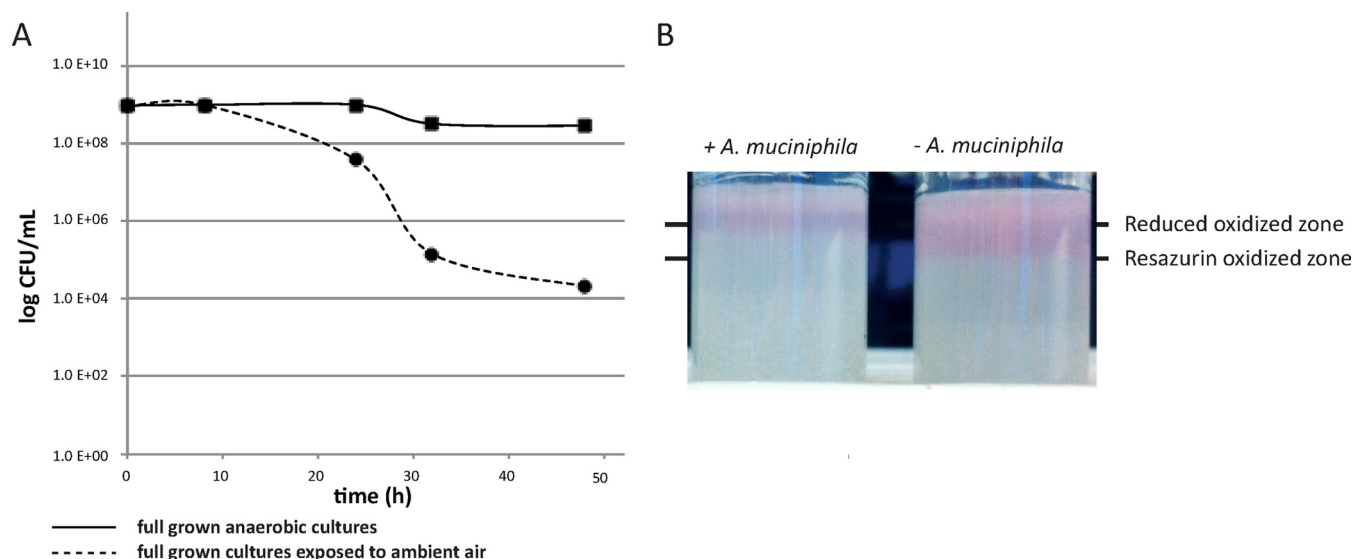 A
B
1.0 E+10
1.0 E+08
1.0 E+06
1.0 E+04
1.0 E+02
1.0 E+00
log CFU/mL
0 10 20 30 40 50
time (h)
full grown anaerobic cultures
full grown cultures exposed to ambient air
+ A. muciniphila - A. muciniphila
Reduced oxidized zone
Resazurin oxidized zone